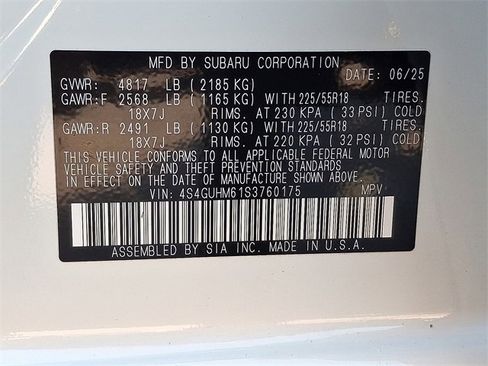 MFD BY SUBARU CORPORATION
DATE: 06/25
GVWR: 4817 LB (2185 KG)
GAWR:F 2568 LB (1165 KG) WITH 225/55R18 TIRES.
18X7J RIMS. AT 230 KPA (33 PSI) COLD
GAWR:R 2491 LB (1130 KG) WITH 225/55R18 TIRES.
18X7J RIMS. AT 220 KPA (32 PSI) COLD
THIS VEHICLE CONFORMS TO ALL APPLICABLE FEDERAL MOTOR
VEHICLE SAFETY AND THEFT PREVENTION STANDARDS
IN EFFECT ON THE DATE OF MANUFACTURE SHOWN ABOVE.
VIN: 4S4GUHM61S3760175 MPV
ASSEMBLED BY SIA INC. MADE IN U.S.A.